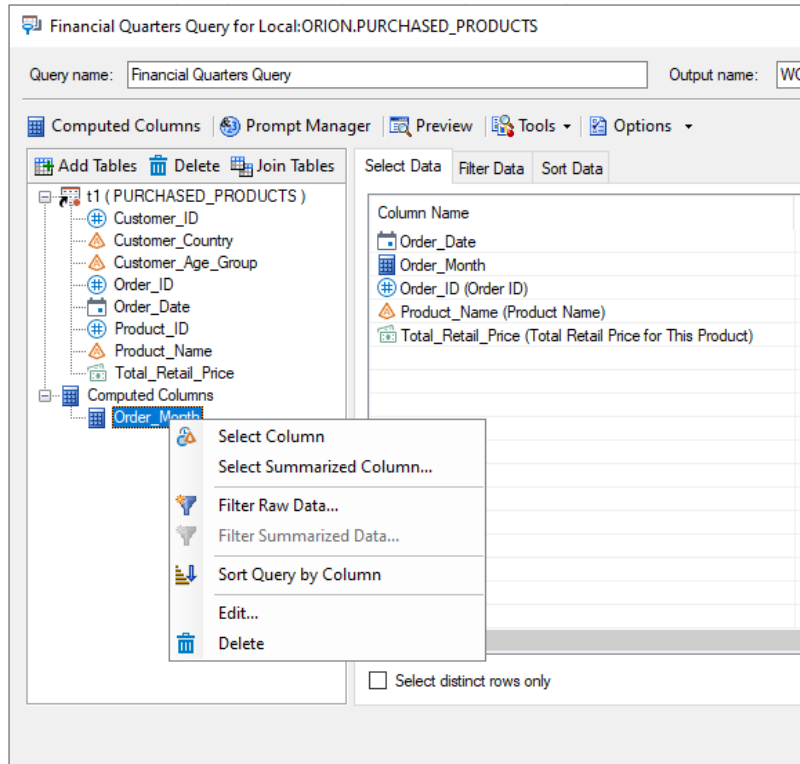 Financial Quarters Query for Local:ORION.PURCHASED_PRODUCTS
Query name: Financial Quarters Query Output name: WO
Computed Columns Prompt Manager Preview Tools Options
Add Tables Delete Join Tables
Select Data Filter Data Sort Data
t1 ( PURCHASED_PRODUCTS )
Customer_ID
Customer_Country
Customer_Age_Group
Order_ID
Order_Date
Product_ID
Product_Name
Total_Retail_Price
Computed Columns
Order_Month
Column Name
Order_Date
Order_Month
Order_ID (Order ID)
Product_Name (Product Name)
Total_Retail_Price (Total Retail Price for This Product)
Select Column
Select Summarized Column...
Filter Raw Data...
Filter Summarized Data...
Sort Query by Column
Edit...
Delete
Select distinct rows only